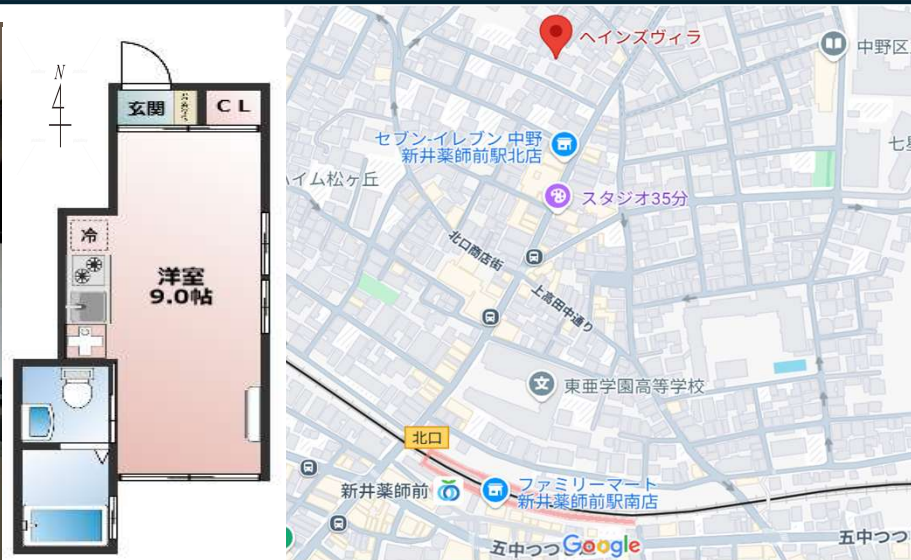 N
玄関
CL
冷
洋室
9.0帖
ヘインズヴィラ
中野区
セブン-イレブン 中野
新井薬師前駅北店
ハイム松ヶ丘
スタジオ35分
北口商店街
上高田中通り
東亜学園高等学校
北口
新井薬師前
ファミリーマート
新井薬師前駅南店
五中つつ
Google
五中つつ